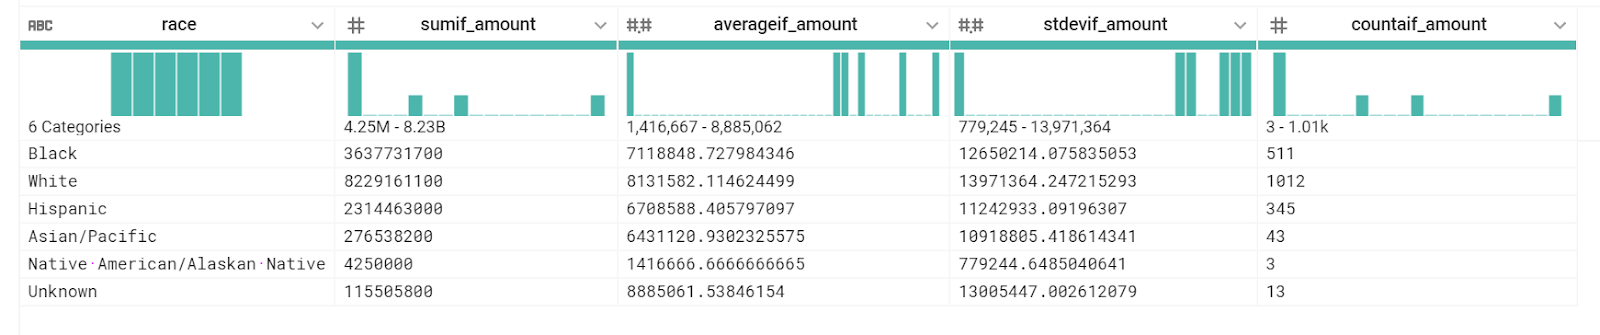 ABC race # sumif_amount #.# averageif_amount #.# stdevif_amount # countaif_amount
6 Categories 4.25M - 8.23B 1,416,667 - 8,885,062 779,245 - 13,971,364 3 - 1.01k
Black 3637731700 7118848.727984346 12650214.075835053 511
White 8229161100 8131582.114624499 13971364.247215293 1012
Hispanic 2314463000 6708588.405797097 11242933.09196307 345
Asian/Pacific 276538200 6431120.9302325575 10918805.418614341 43
Native·American/Alaskan·Native 4250000 1416666.6666666665 779244.6485040641 3
Unknown 115505800 8885061.53846154 13005447.002612079 13